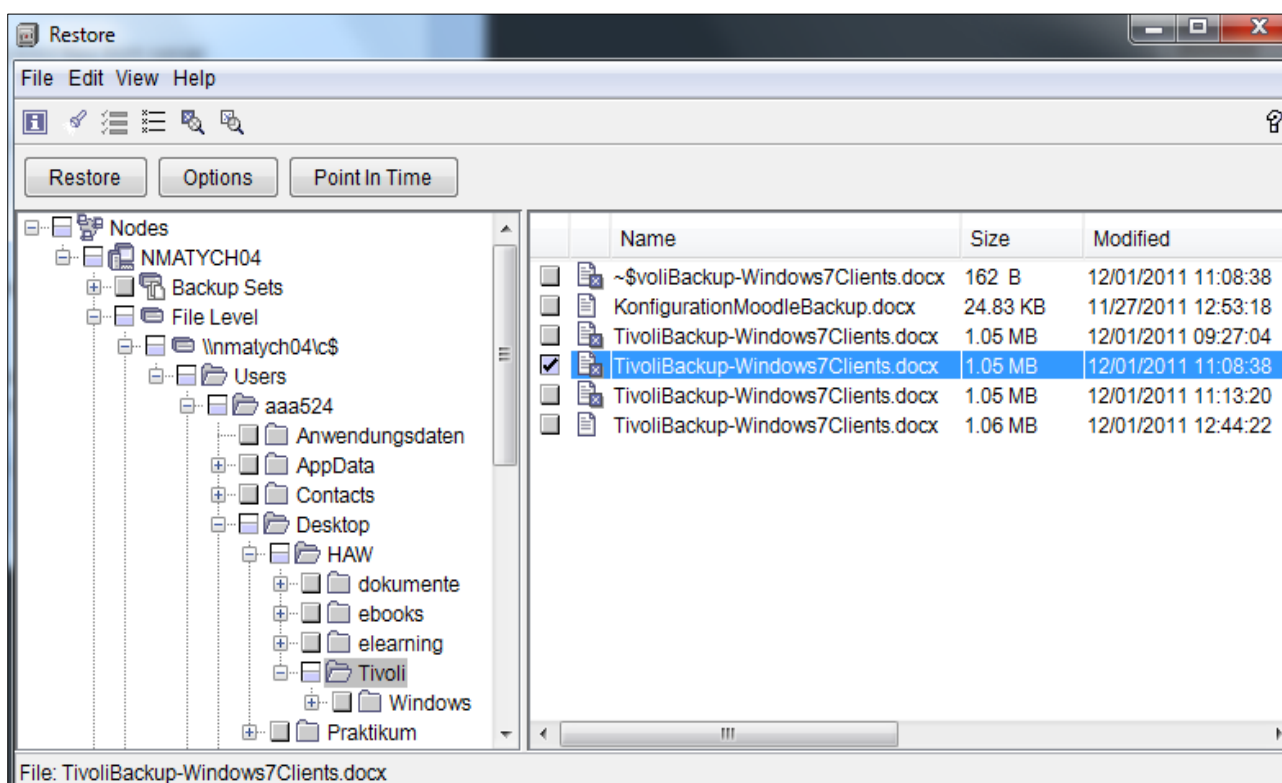 Restore
File Edit View Help
Restore Options Point In Time
Nodes
NMATYCH04
Backup Sets
File Level
\\nmatych04\c$
Users
aaa524
Anwendungsdaten
AppData
Contacts
Desktop
HAW
dokumente
ebooks
elearning
Tivoli
Windows
Praktikum
Name Size Modified
~$voliBackup-Windows7Clients.docx 162 B 12/01/2011 11:08:38
KonfigurationMoodleBackup.docx 24.83 KB 11/27/2011 12:53:18
TivoliBackup-Windows7Clients.docx 1.05 MB 12/01/2011 09:27:04
TivoliBackup-Windows7Clients.docx 1.05 MB 12/01/2011 11:08:38
TivoliBackup-Windows7Clients.docx 1.05 MB 12/01/2011 11:13:20
TivoliBackup-Windows7Clients.docx 1.06 MB 12/01/2011 12:44:22
File: TivoliBackup-Windows7Clients.docx